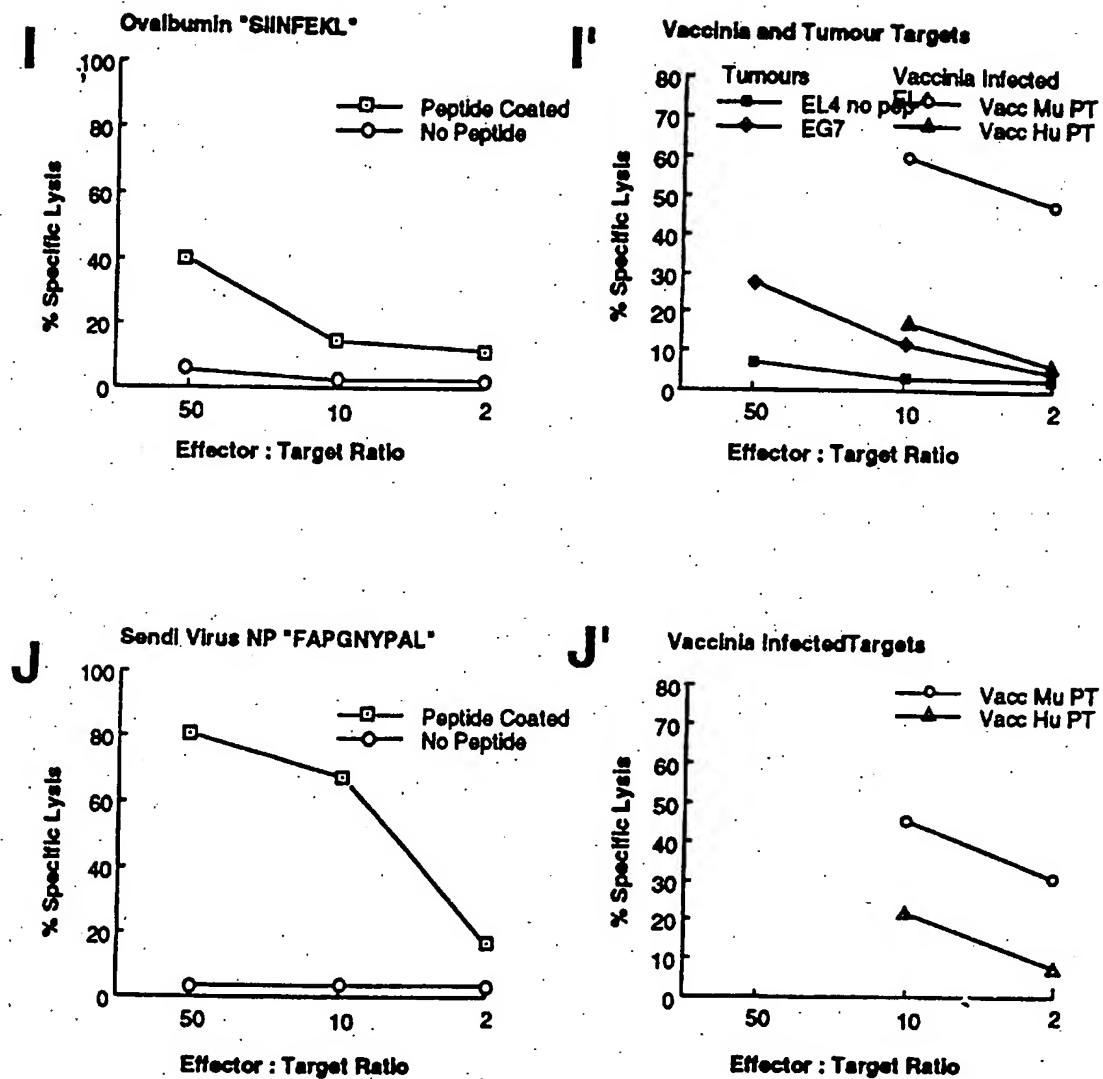 I
Ovalbumin "SIINFEKL"
100
80
60
40
20
0
% Specific Lysis
Peptide Coated
No Peptide
50 10 2
Effector : Target Ratio
I'
Vaccinia and Tumour Targets
80
70
60
50
40
30
20
10
0
% Specific Lysis
Tumours
EL4 no pep
EG7
Vaccinia Infected
Vacc Mu PT
Vacc Hu PT
50 10 2
Effector : Target Ratio
J
Sendi Virus NP "FAPGNYPAL"
100
80
60
40
20
0
% Specific Lysis
Peptide Coated
No Peptide
50 10 2
Effector : Target Ratio
J'
Vaccinia InfectedTargets
80
70
60
50
40
30
20
10
0
% Specific Lysis
Vacc Mu PT
Vacc Hu PT
50 10 2
Effector : Target Ratio